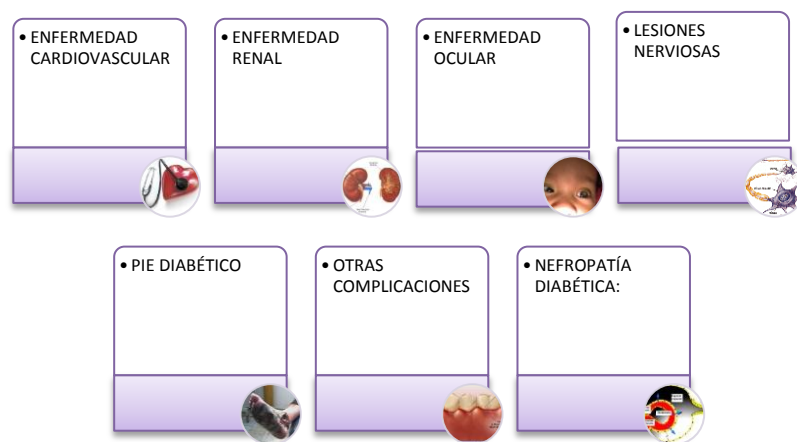 • ENFERMEDAD
CARDIOVASCULAR
• ENFERMEDAD
RENAL
• ENFERMEDAD
OCULAR
• LESIONES
NERVIOSAS
• PIE DIABÉTICO
• OTRAS
COMPLICACIONES
• NEFROPATÍA
DIABÉTICA: